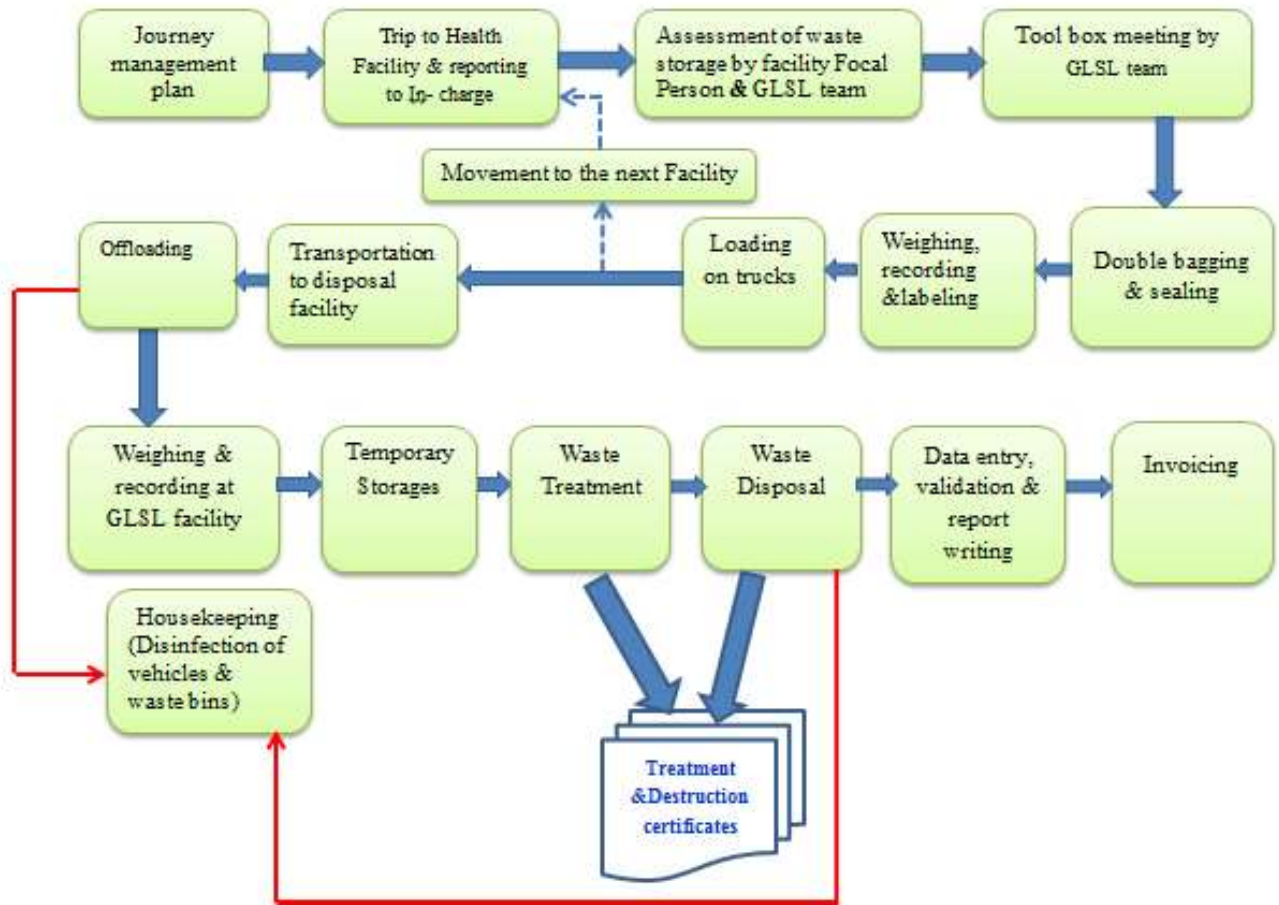 Journey
management
plan
Trip to Health
Facility & reporting
to In- charge
Assessment of waste
storage by facility Focal
Person & GLSL team
Tool box meeting by
GLSL team
Movement to the next Facility
Offloading
Transportation
to disposal
facility
Loading
on trucks
Weighing,
recording
&labeling
Double bagging
& sealing
Weighing &
recording at
GLSL facility
Temporary
Storages
Waste
Treatment
Waste
Disposal
Data entry,
validation &
report
writing
Invoicing
Housekeeping
(Disinfection of
vehicles &
waste bins)
Treatment
&Destruction
certificates